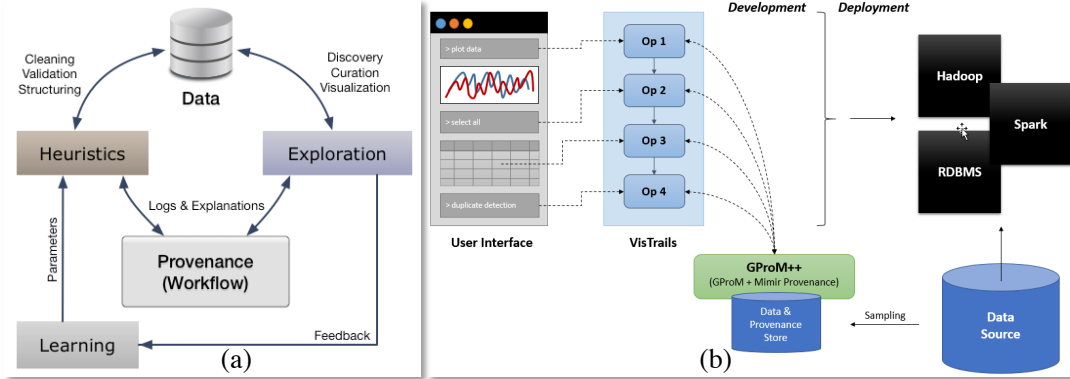 Cleaning
Validation
Structuring
Data
Discovery
Curation
Visualization
Heuristics
Exploration
Logs & Explanations
Parameters
Provenance
(Workflow)
Learning
Feedback
(a)
Development
Deployment
> plot data
> select all
> duplicate detection
User Interface
Op 1
Op 2
Op 3
Op 4
VisTrails
GProM++
(GProM + Mimir Provenance)
Data &
Provenance
Store
Sampling
Hadoop
Spark
RDBMS
Data
Source
(b)